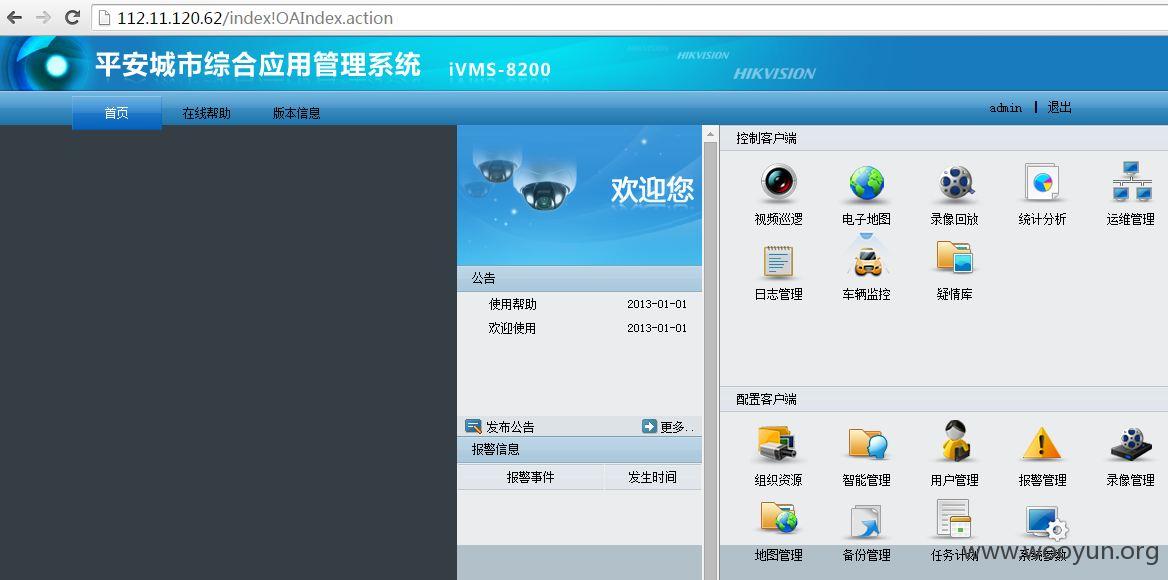 112.11.120.62/index!OAIndex.action
平安城市综合应用管理系统 iVMS-8200
HIKVISION
HIKVISION
首页 在线帮助 版本信息
admin | 退出
欢迎您
公告
使用帮助 2013-01-01
欢迎使用 2013-01-01
发布公告 更多..
报警信息
报警事件 发生时间
控制客户端
视频巡逻 电子地图 录像回放 统计分析 运维管理
日志管理 车辆监控 疑情库
配置客户端
组织资源 智能管理 用户管理 报警管理 录像管理
地图管理 备份管理 任务计划 系统参数
www.wooyun.org